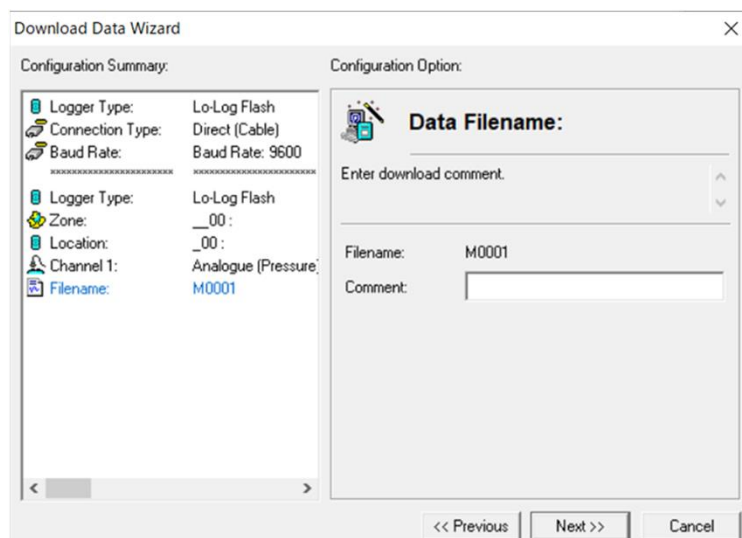 Download Data Wizard
Configuration Summary:
Logger Type: Lo-Log Flash
Connection Type: Direct (Cable)
Baud Rate: Baud Rate: 9600
xxxxxxxxxxxxxxxxxxxxxxx xxxxxxxxxxxxxxxxxxxxxxx
Logger Type: Lo-Log Flash
Zone: __00 :
Location: _00 :
Channel 1: Analogue (Pressure)
Filename: M0001
Configuration Option:
Data Filename:
Enter download comment.
Filename: M0001
Comment:
<< Previous Next >> Cancel